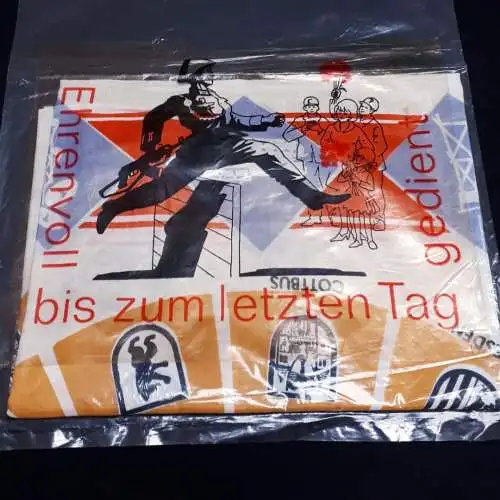 Ehrenvoll
gedient
COTTBUS
bis zum letzten Tag